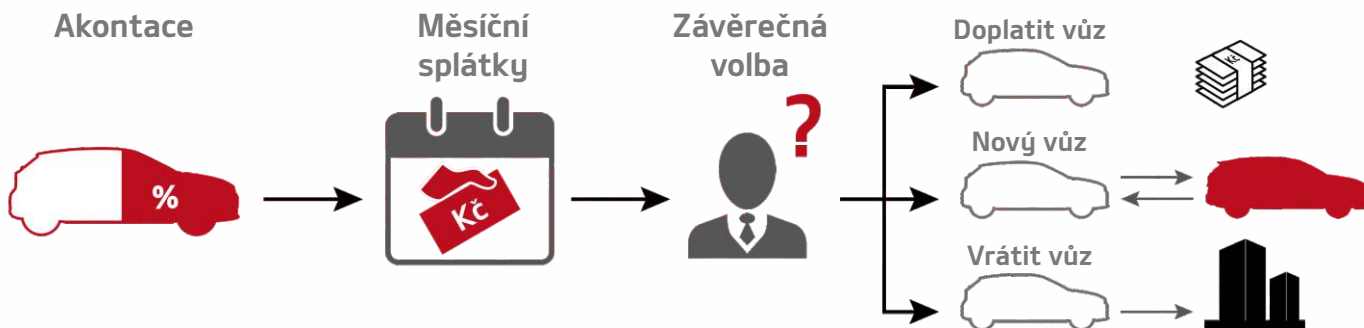 Akontace
Měsíční
splátky
Závěrečná
volba
Doplatit vůz
Kč
Nový vůz
%
Kč
Vrátit vůz